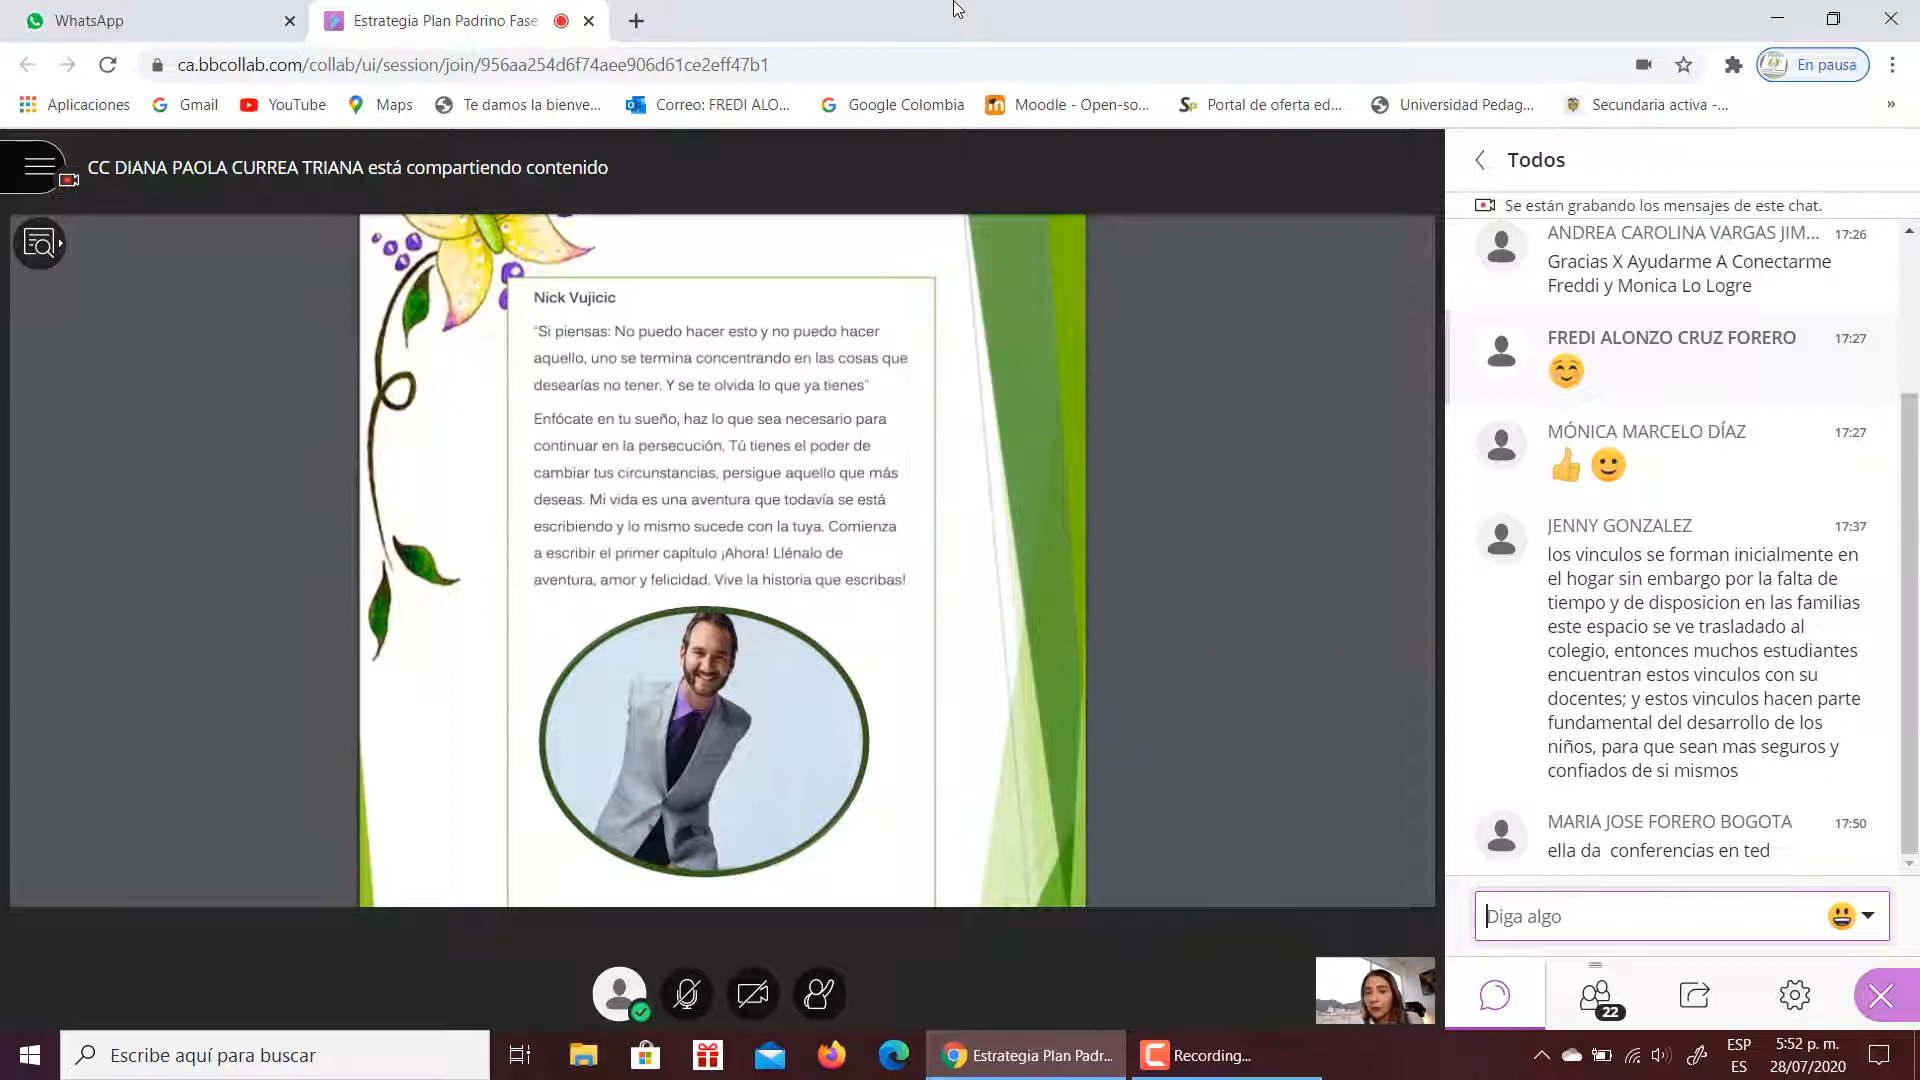 WhatsApp
Estrategia Plan Padrino Fase
ca.bbcollab.com/collab/ui/session/join/956aa254d6f74aee906d61ce2eff47b1
En pausa
Aplicaciones
Gmail
YouTube
Maps
Te damos la bienve...
Correo: FREDI ALO...
Google Colombia
Moodle - Open-so...
Portal de oferta ed...
Universidad Pedag...
Secundaria activa -...
»
CC DIANA PAOLA CURREA TRIANA está compartiendo contenido
Nick Vujicic
"Si piensas: No puedo hacer esto y no puedo hacer
aquello, uno se termina concentrando en las cosas que
desearías no tener. Y se te olvida lo que ya tienes"
Enfócate en tu sueño, haz lo que sea necesario para
continuar en la persecución, Tú tienes el poder de
cambiar tus circunstancias, persigue aquello que más
deseas. Mi vida es una aventura que todavía se está
escribiendo y lo mismo sucede con la tuya. Comienza
a escribir el primer capítulo ¡Ahora! Llénalo de
aventura, amor y felicidad. Vive la historia que escribas!
Todos
Se están grabando los mensajes de este chat.
ANDREA CAROLINA VARGAS JIM... 17:26
Gracias X Ayudarme A Conectarme
Freddi y Monica Lo Logre
FREDI ALONZO CRUZ FORERO 17:27
😊
MÓNICA MARCELO DÍAZ 17:27
👍 🙂
JENNY GONZALEZ 17:37
los vinculos se forman inicialmente en
el hogar sin embargo por la falta de
tiempo y de disposicion en las familias
este espacio se ve trasladado al
colegio, entonces muchos estudiantes
encuentran estos vinculos con su
docentes; y estos vinculos hacen parte
fundamental del desarrollo de los
niños, para que sean mas seguros y
confiados de si mismos
MARIA JOSE FORERO BOGOTA 17:50
ella da conferencias en ted
Diga algo
22
Escribe aquí para buscar
Estrategia Plan Padr...
Recording...
ESP
ES
5:52 p. m.
28/07/2020